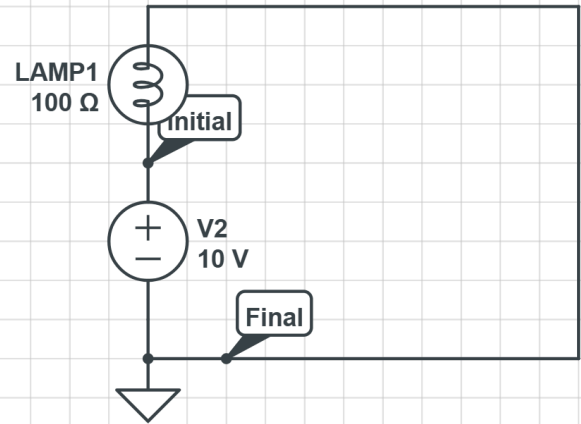 LAMP1
100 Ω
Initial
V2
10 V
Final